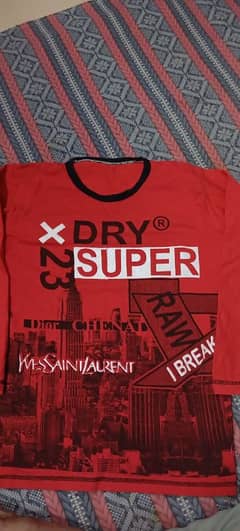 X DRY®
23 SUPER
RAW
I BREAK
Dior CHENAT
YVESSAINTLAURENT